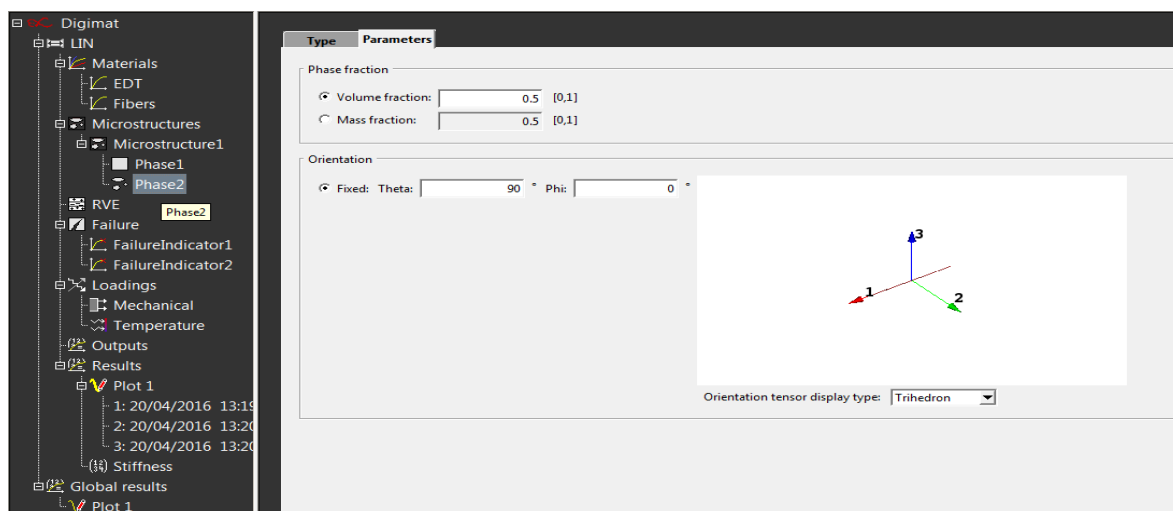 Digimat
LIN
Materials
EDT
Fibers
Microstructures
Microstructure1
Phase1
Phase2
RVE
Phase2
Failure
FailureIndicator1
FailureIndicator2
Loadings
Mechanical
Temperature
Outputs
Results
Plot 1
1: 20/04/2016 13:19
2: 20/04/2016 13:20
3: 20/04/2016 13:20
Stiffness
Global results
Plot 1
Type Parameters
Phase fraction
Volume fraction: 0.5 [0,1]
Mass fraction: 0.5 [0,1]
Orientation
Fixed: Theta: 90 ° Phi: 0 °
3
1
2
Orientation tensor display type: Trihedron